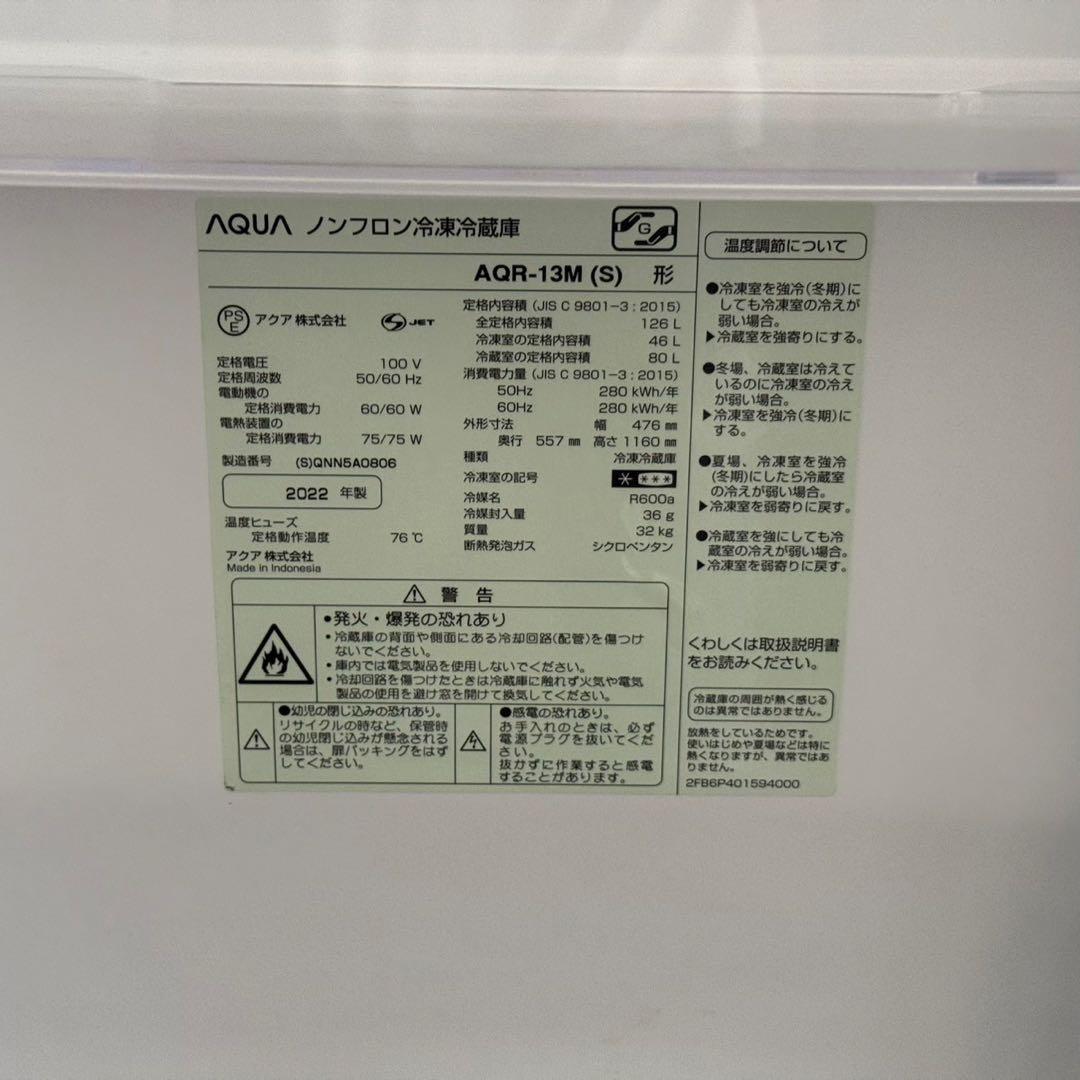 AQUA ノンフロン冷凍冷蔵庫
G
AQR-13M (S) 形
PS
E
アクア 株式会社
S JET
定格電圧 100 V
定格周波数 50/60 Hz
電動機の
定格消費電力 60/60 W
電熱装置の
定格消費電力 75/75 W
製造番号 (S)QNN5A0806
2022 年製
温度ヒューズ
定格動作温度 76 ℃
アクア 株式会社
Made in Indonesia
定格内容積 (JIS C 9801-3 : 2015)
全定格内容積 126 L
冷凍室の定格内容積 46 L
冷蔵室の定格内容積 80 L
消費電力量 (JIS C 9801-3 : 2015)
50Hz 280 kWh/年
60Hz 280 kWh/年
外形寸法 幅 476 ㎜
奥行 557 ㎜ 高さ 1160 ㎜
種類 冷凍冷蔵庫
冷凍室の記号
冷媒名 R600a
冷媒封入量 36 g
質量 32 kg
断熱発泡ガス シクロペンタン
警 告
•発火・爆発の恐れあり
・冷蔵庫の背面や側面にある冷却回路(配管)を傷つけ
ないでください。
・庫内では電気製品を使用しないでください。
・冷却回路を傷つけたときは冷蔵庫に触れず火気や電気
製品の使用を避け窓を開けて換気してください。
●幼児の閉じ込みの恐れあり。
リサイクルの時など、保管時
の幼児閉じ込みが懸念される
場合は、扉パッキングをはず
してください。
●感電の恐れあり。
お手入れのときは、必ず
電源プラグを抜いてくだ
さい。
抜かずに作業すると感電
することがあります。
温度調節について
●冷凍室を強冷(冬期)に
しても冷凍室の冷えが
弱い場合。
▶冷蔵室を強寄りにする。
●冬場、冷蔵室は冷えて
いるのに冷凍室の冷え
が弱い場合。
▶冷凍室を強冷(冬期)に
する。
●夏場、冷凍室を強冷
(冬期)にしたら冷蔵室
の冷えが弱い場合。
▶冷凍室を弱寄りに戻す。
●冷蔵室を強にしても冷
蔵室の冷えが弱い場合。
▶冷凍室を弱寄りに戻す。
くわしくは取扱説明書
をお読みください。
冷蔵庫の周囲が熱く感じる
のは異常ではありません。
放熱をしているためです。
使いはじめや夏場などは特に
熱くなりますが、異常ではあ
りません。
2FB6P401594000